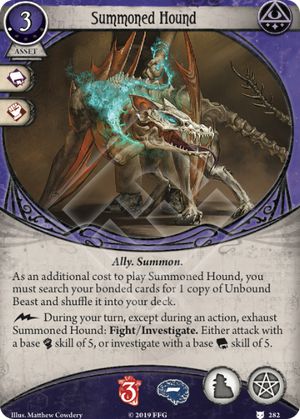 Summoned Hound
3
ASSET
Ally. Summon.
As an additional cost to play Summoned Hound, you
must search your bonded cards for 1 copy of Unbound
Beast and shuffle it into your deck.
During your turn, except during an action, exhaust
Summoned Hound: Fight/Investigate. Either attack with
a base skill of 5, or investigate with a base skill of 5.
3
–
Illus. Matthew Cowdery
© 2019 FFG
282